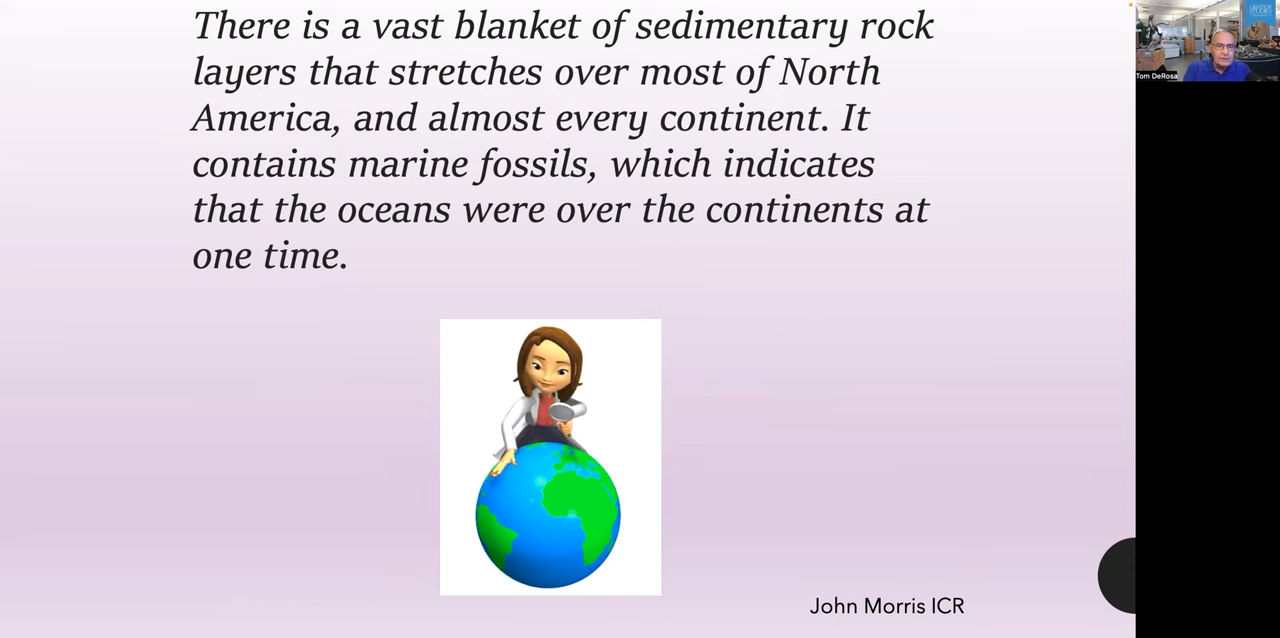 There is a vast blanket of sedimentary rock
layers that stretches over most of North
America, and almost every continent. It
contains marine fossils, which indicates
that the oceans were over the continents at
one time.
John Morris ICR
Tom DeRosa